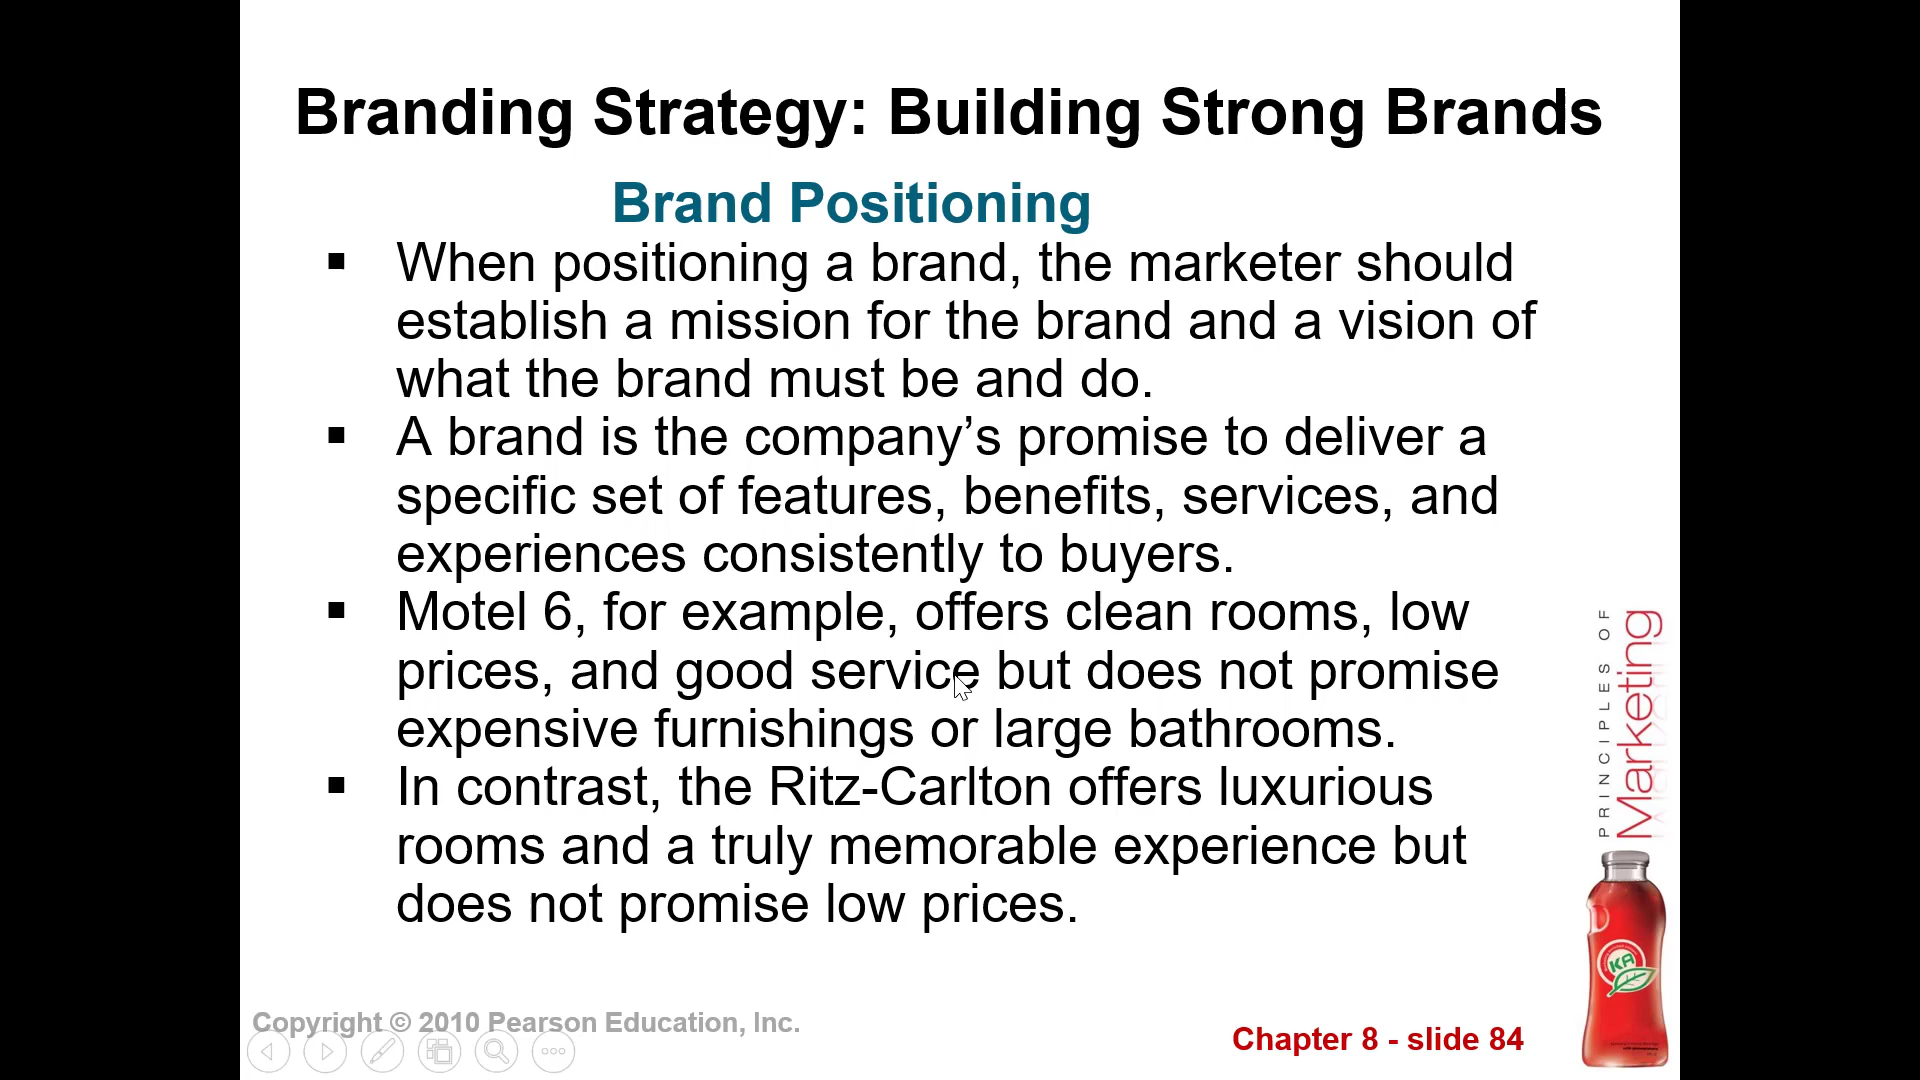 Branding Strategy: Building Strong Brands
Brand Positioning
▪ When positioning a brand, the marketer should
establish a mission for the brand and a vision of
what the brand must be and do.
▪ A brand is the company’s promise to deliver a
specific set of features, benefits, services, and
experiences consistently to buyers.
▪ Motel 6, for example, offers clean rooms, low
prices, and good service but does not promise
expensive furnishings or large bathrooms.
▪ In contrast, the Ritz-Carlton offers luxurious
rooms and a truly memorable experience but
does not promise low prices.
PRINCIPLES OF
Marketing
KA
Copyright © 2010 Pearson Education, Inc.
Chapter 8 - slide 84